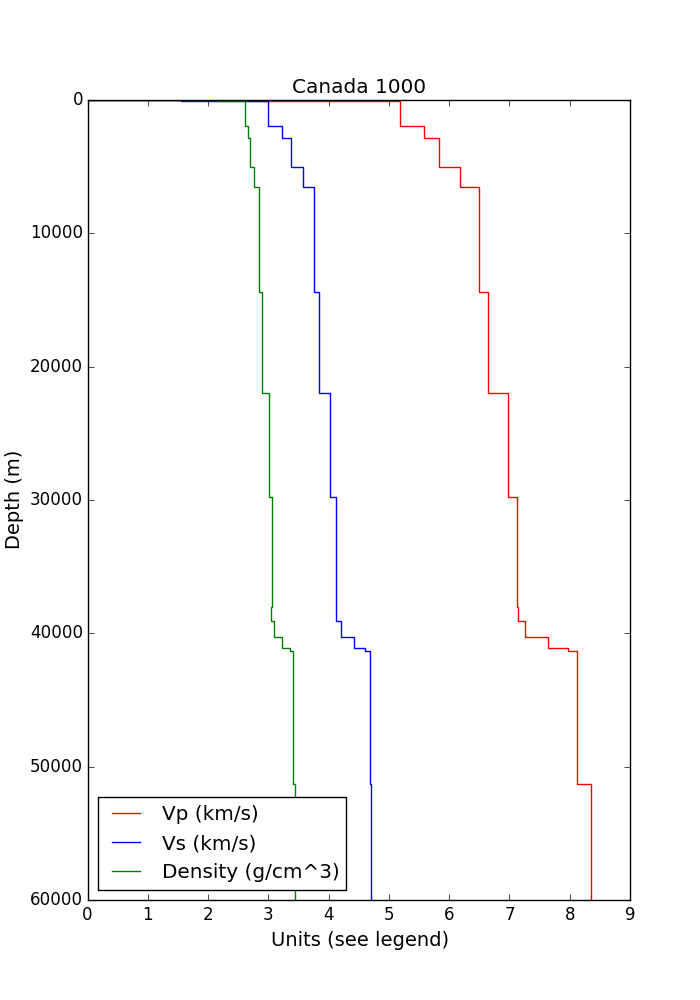 Canada 1000
0
10000
20000
30000
40000
50000
60000
Depth (m)
Vp (km/s)
Vs (km/s)
Density (g/cm^3)
0 1 2 3 4 5 6 7 8 9
Units (see legend)